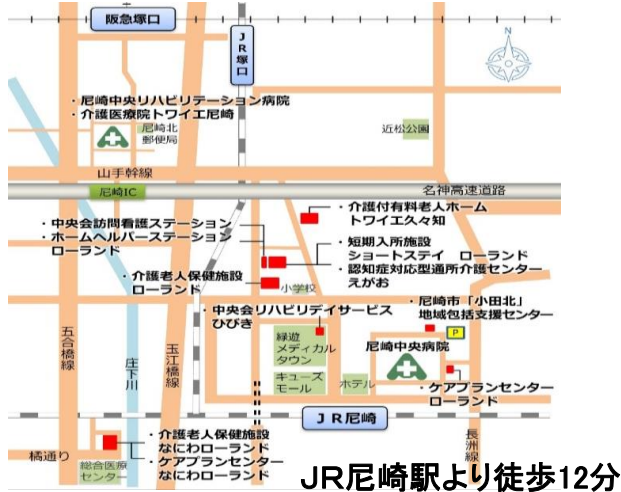 阪急塚口
JR塚口
N
・尼崎中央リハビリテーション病院
・介護医療院トワイエ尼崎
尼崎北
郵便局
近松公園
山手幹線
尼崎IC
名神高速道路
・介護付有料老人ホーム
トワイエ久々知
・中央会訪問看護ステーション
・ホームヘルパーステーション
ローランド
・短期入所施設
ショートステイ ローランド
・認知症対応型通所介護センター
えがお
・介護老人保健施設
ローランド
小学校
・中央会リハビリデイサービス
ひびき
・尼崎市「小田北」
地域包括支援センター
P
五合橋線
庄下川
玉江橋線
緑遊
メディカル
タウン
尼崎中央病院
キューズ
モール
ホテル
・ケアプランセンター
ローランド
JR尼崎
長洲線
橘通り
総合医療
センター
・介護老人保健施設
なにわローランド
・ケアプランセンター
なにわローランド
JR尼崎駅より徒歩12分